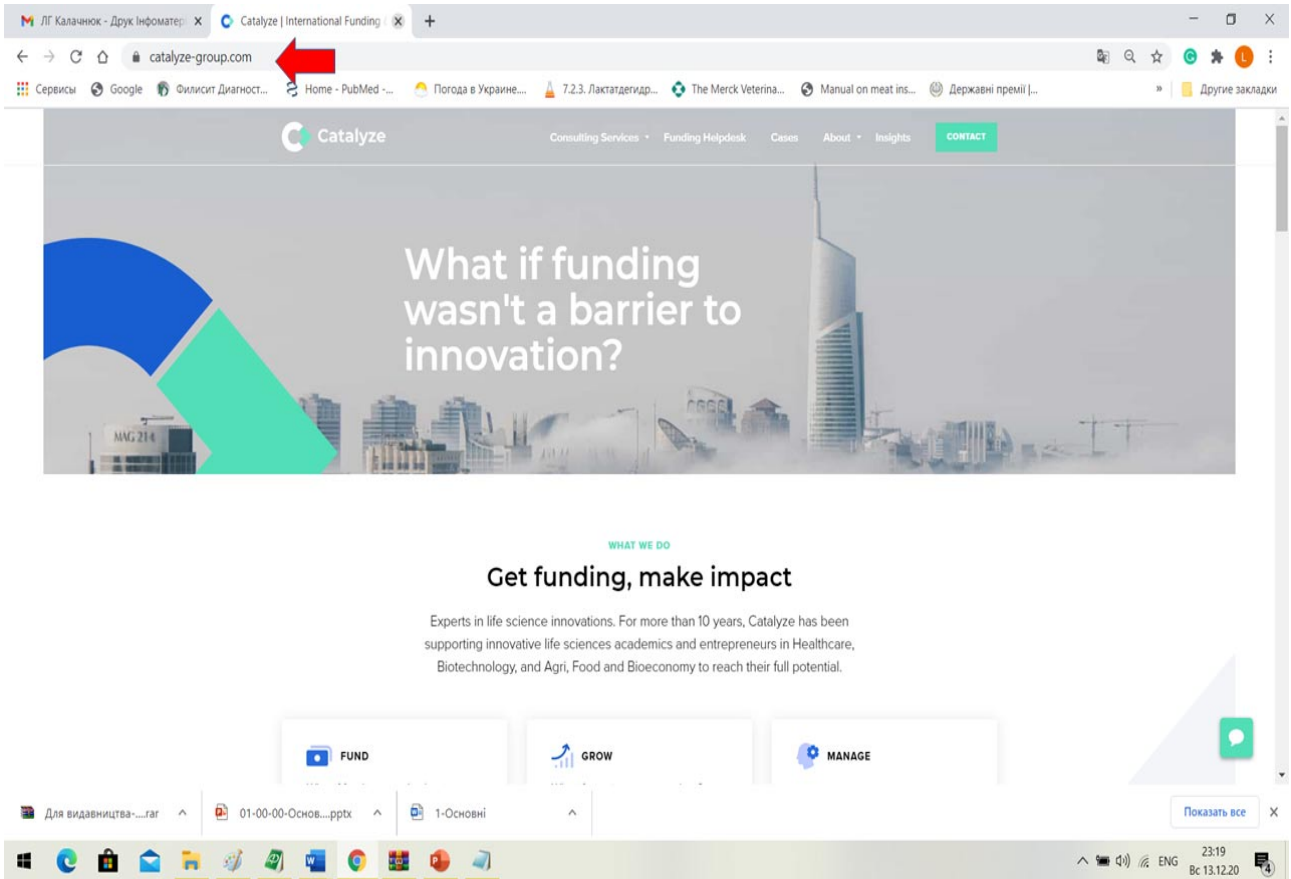 ЛГ Калачнюк - Друк Інфоматер
Catalyze | International Funding
catalyze-group.com
Сервисы
Google
Филисит Диагност...
Home - PubMed -...
Погода в Украине....
7.2.3. Лактатдегидр...
The Merck Veterina...
Manual on meat ins...
Державні премії |...
»
Другие закладки
Catalyze
Consulting Services
Funding Helpdesk
Cases
About
Insights
CONTACT
What if funding
wasn't a barrier to
innovation?
MAG 214
WHAT WE DO
Get funding, make impact
Experts in life science innovations. For more than 10 years, Catalyze has been
supporting innovative life sciences academics and entrepreneurs in Healthcare,
Biotechnology, and Agri, Food and Bioeconomy to reach their full potential.
FUND
GROW
MANAGE
Для видавництва-....rar
01-00-00-Основ....pptx
1-Основні
Показать все
ENG
23:19
Вс 13.12.20
4